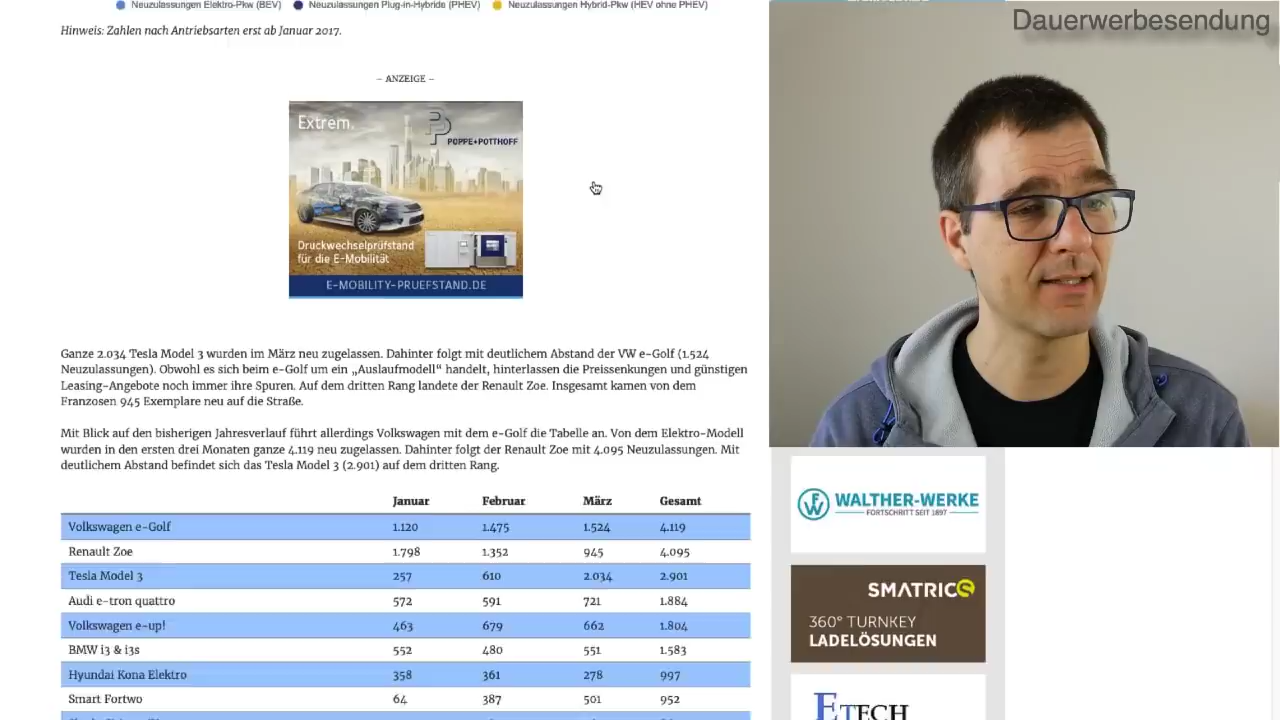 Neuzulassungen Elektro-Pkw (BEV) Neuzulassungen Plug-in-Hybride (PHEV) Neuzulassungen Hybrid-Pkw (HEV ohne PHEV)
Dauerwerbesendung
Hinweis: Zahlen nach Antriebsarten erst ab Januar 2017.
– ANZEIGE –
Extrem.
POPPE+POTTHOFF
Druckwechselprüfstand
für die E-Mobilität
E-MOBILITY-PRUEFSTAND.DE
Ganze 2.034 Tesla Model 3 wurden im März neu zugelassen. Dahinter folgt mit deutlichem Abstand der VW e-Golf (1.524
Neuzulassungen). Obwohl es sich beim e-Golf um ein „Auslaufmodell“ handelt, hinterlassen die Preissenkungen und günstigen
Leasing-Angebote noch immer ihre Spuren. Auf dem dritten Rang landete der Renault Zoe. Insgesamt kamen von dem
Franzosen 945 Exemplare neu auf die Straße.
Mit Blick auf den bisherigen Jahresverlauf führt allerdings Volkswagen mit dem e-Golf die Tabelle an. Von dem Elektro-Modell
wurden in den ersten drei Monaten ganze 4.119 neu zugelassen. Dahinter folgt der Renault Zoe mit 4.095 Neuzulassungen. Mit
deutlichem Abstand befindet sich das Tesla Model 3 (2.901) auf dem dritten Rang.
Januar Februar März Gesamt
Volkswagen e-Golf 1.120 1.475 1.524 4.119
Renault Zoe 1.798 1.352 945 4.095
Tesla Model 3 257 610 2.034 2.901
Audi e-tron quattro 572 591 721 1.884
Volkswagen e-up! 463 679 662 1.804
BMW i3 & i3s 552 480 551 1.583
Hyundai Kona Elektro 358 361 278 997
Smart Fortwo 64 387 501 952
WALTHER-WERKE
FORTSCHRITT SEIT 1897
SMATRICS
360° TURNKEY
LADELÖSUNGEN
ETECH